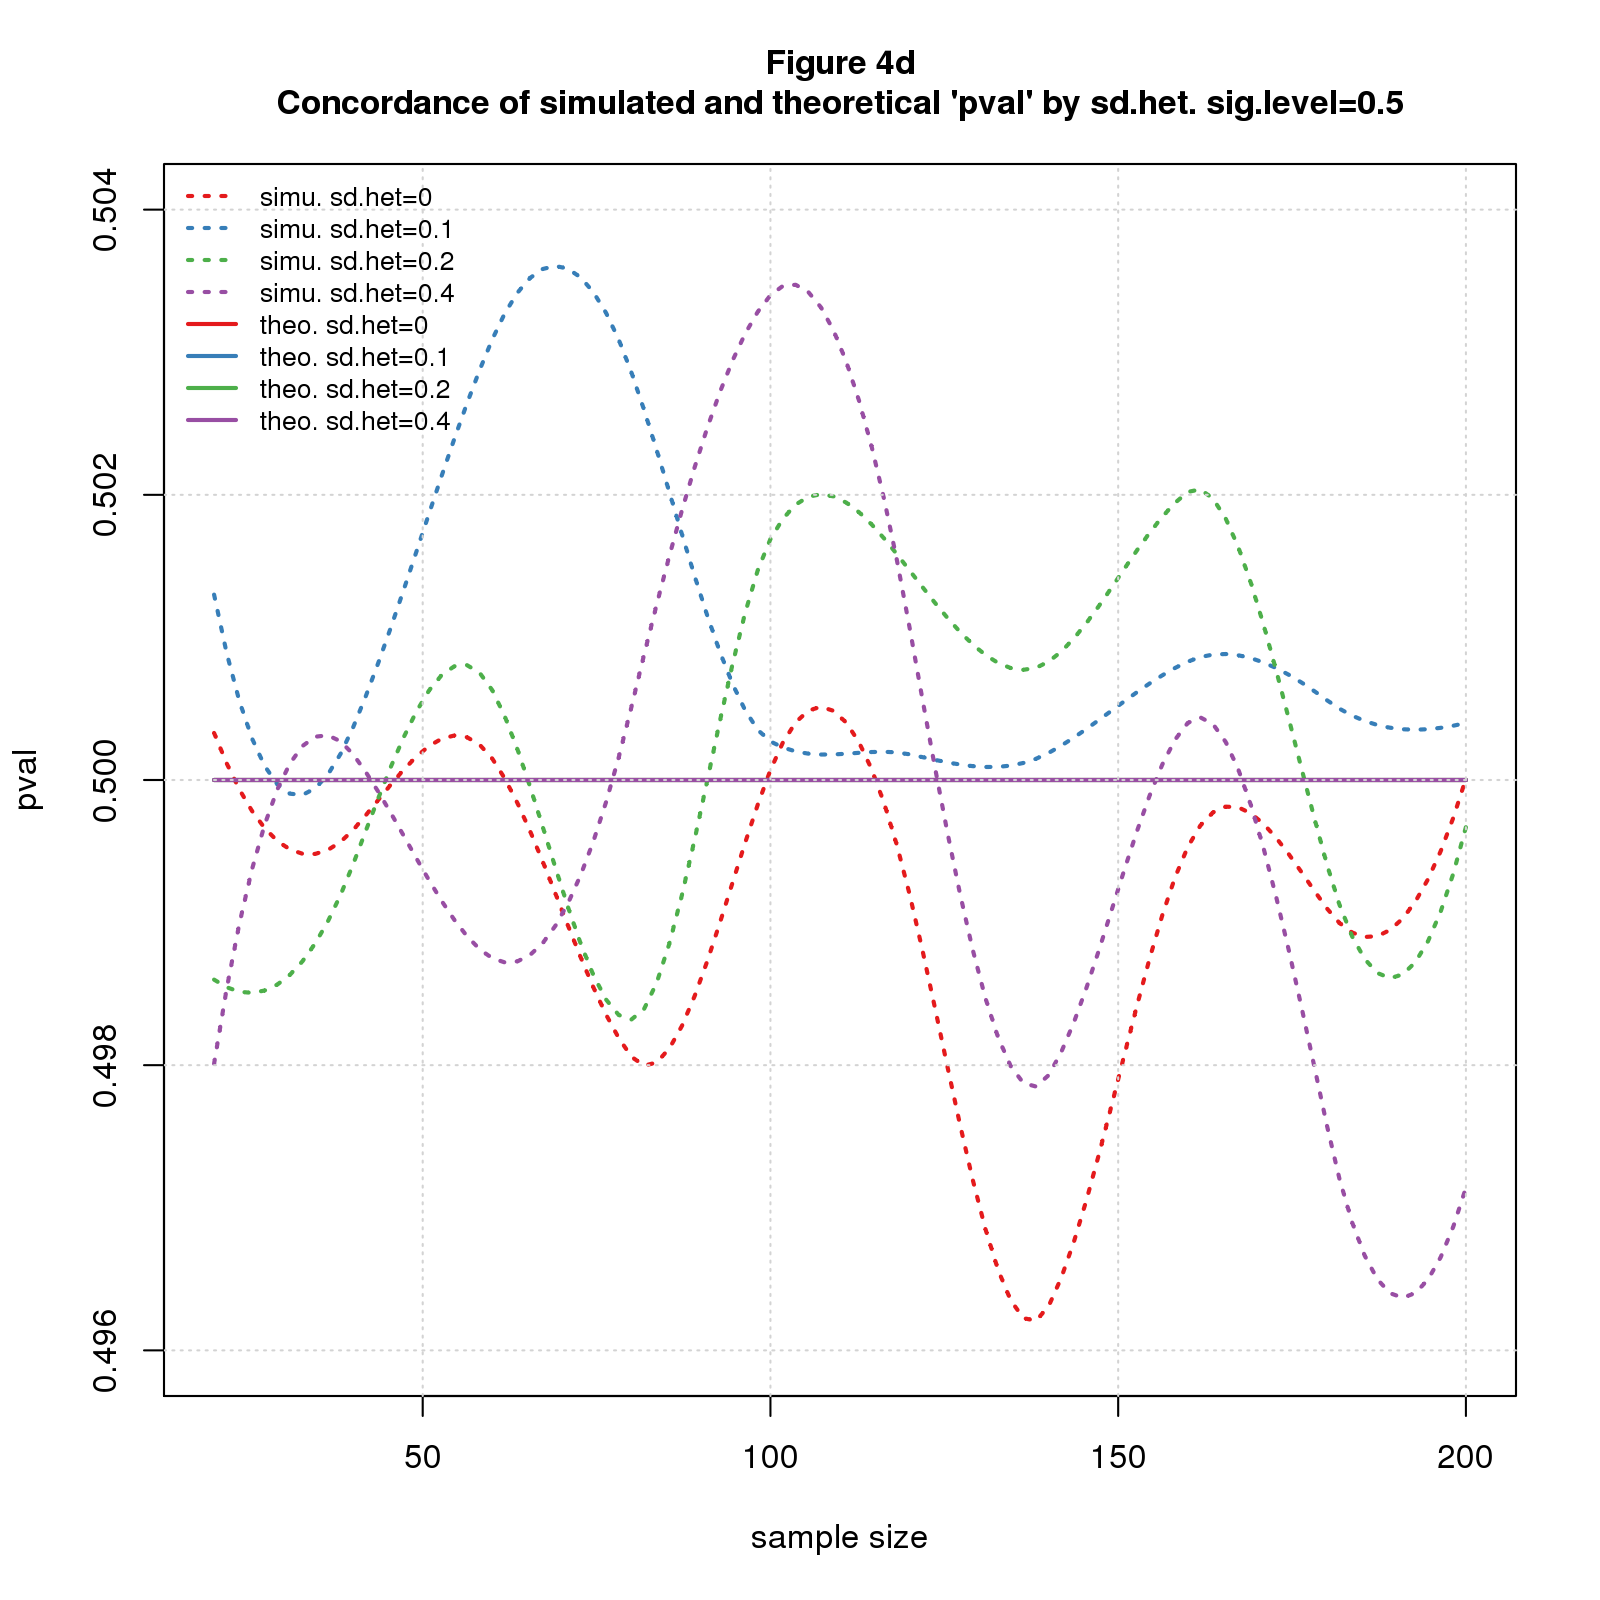 Figure 4d
Concordance of simulated and theoretical 'pval' by sd.het. sig.level=0.5
simu. sd.het=0
simu. sd.het=0.1
simu. sd.het=0.2
simu. sd.het=0.4
theo. sd.het=0
theo. sd.het=0.1
theo. sd.het=0.2
theo. sd.het=0.4
0.504
0.502
0.500
0.498
0.496
pval
50 100 150 200
sample size